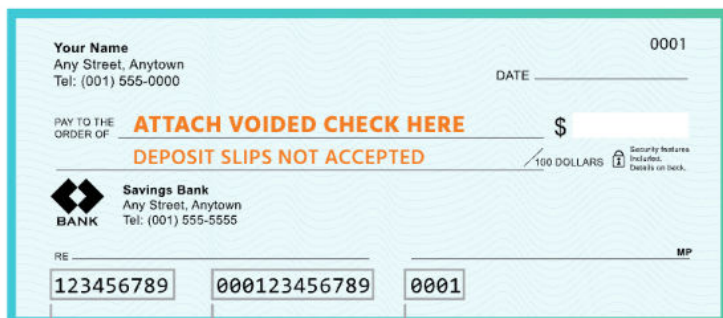 Your Name
0001
Any Street, Anytown
Tel: (001) 555-0000
DATE
PAY TO THE
ORDER OF
ATTACH VOIDED CHECK HERE
$
DEPOSIT SLIPS NOT ACCEPTED
/100 DOLLARS
Security features
Included.
Details on back.
Savings Bank
Any Street, Anytown
Tel: (001) 555-5555
BANK
RE
MP
123456789 000123456789 0001